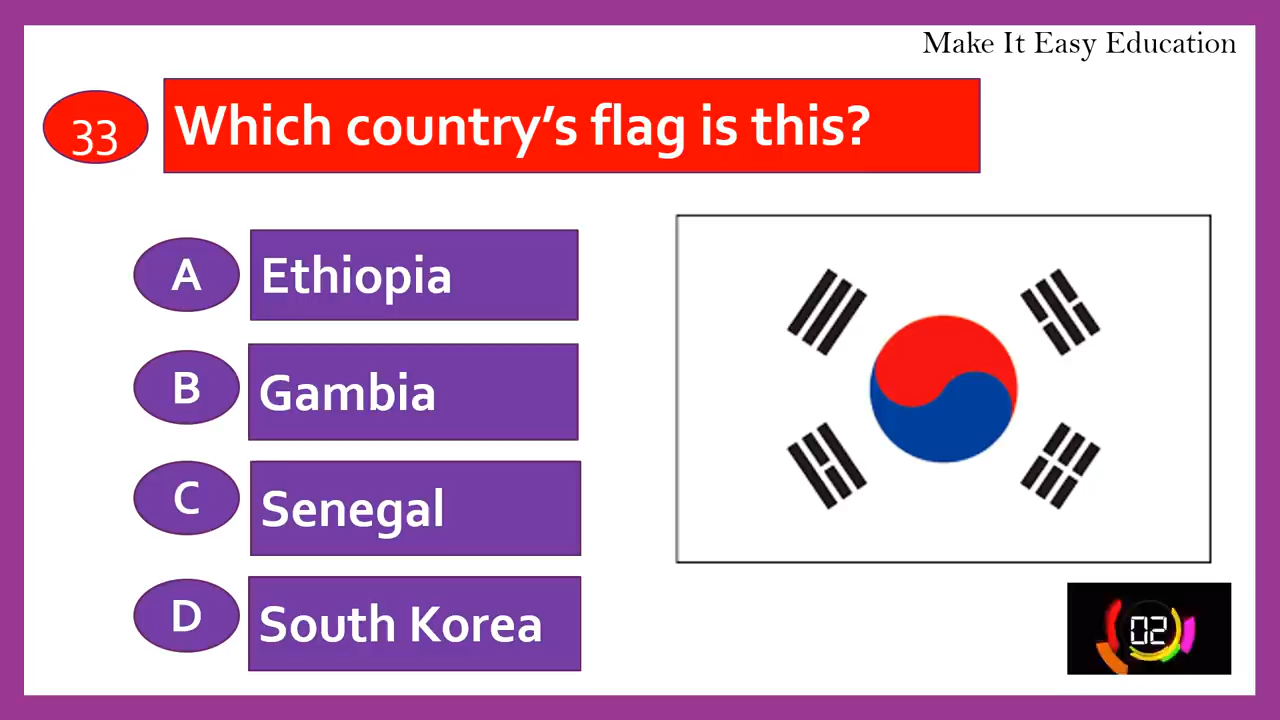 Make It Easy Education
33
Which country's flag is this?
A
Ethiopia
B
Gambia
C
Senegal
D
South Korea
02